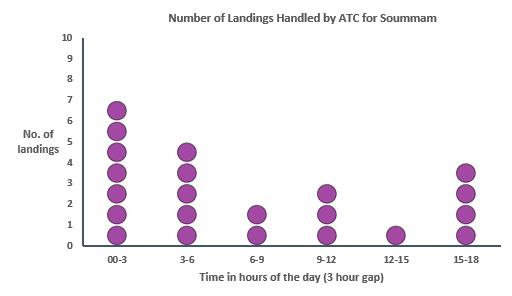 Number of Landings Handled by ATC for Soummam
10
9
8
7
6
5
4
3
2
1
0
No. of
landings
00-3 3-6 6-9 9-12 12-15 15-18
Time in hours of the day (3 hour gap)